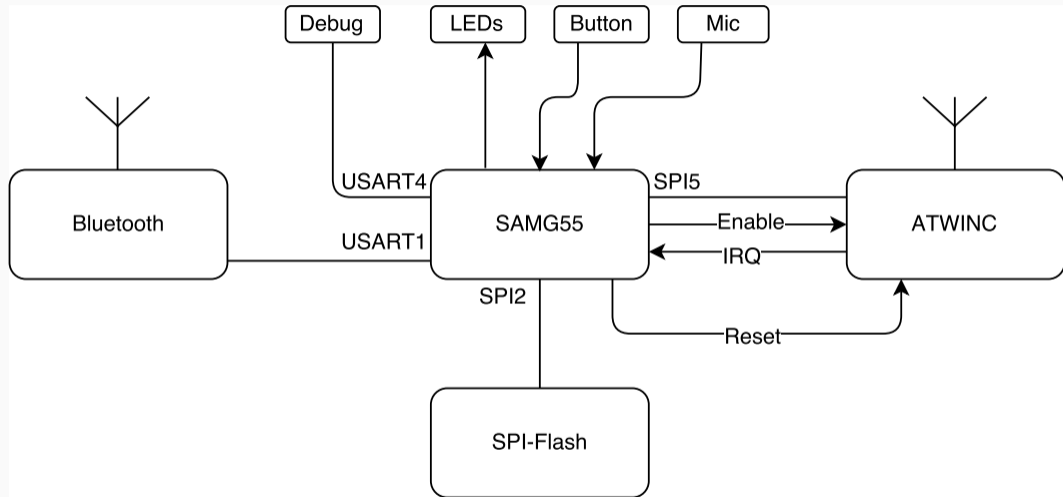 Debug
LEDs
Button
Mic
USART4
SPI5
Bluetooth
SAMG55
Enable
ATWINC
USART1
IRQ
SPI2
Reset
SPI-Flash